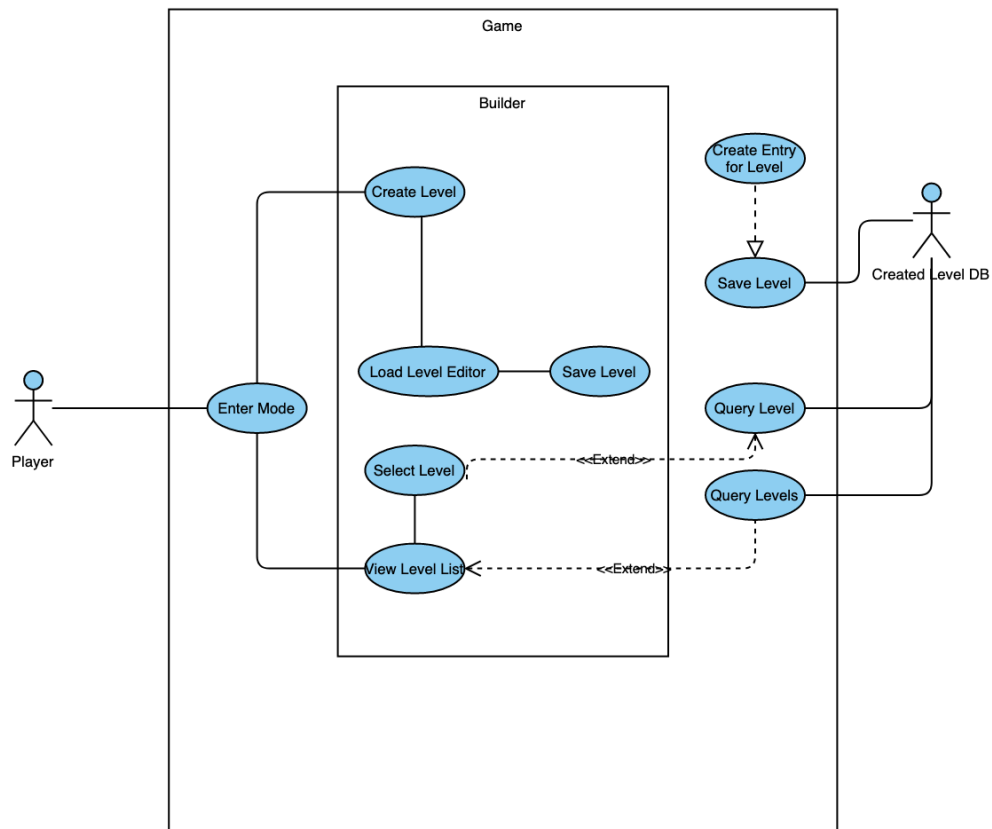 Game
Builder
Create Entry
for Level
Create Level
Save Level
Created Level DB
Load Level Editor
Save Level
Enter Mode
Query Level
Player
Select Level
<<Extend>>
Query Levels
View Level List
<<Extend>>